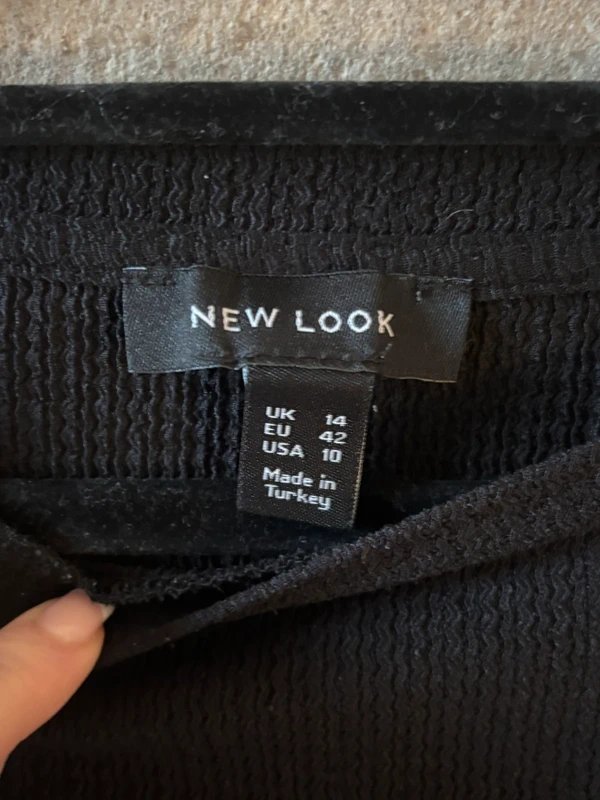 NEW LOOK
UK 14
EU 42
USA 10
Made in
Turkey